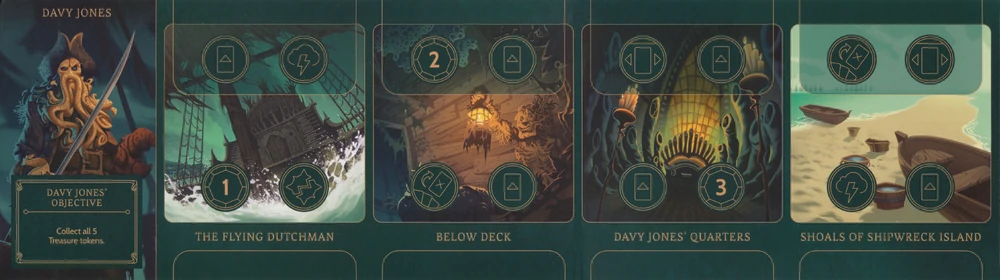 DAVY JONES
DAVY JONES'
OBJECTIVE
Collect all 5
Treasure tokens.
1
THE FLYING DUTCHMAN
2
BELOW DECK
3
DAVY JONES' QUARTERS
SHOALS OF SHIPWRECK ISLAND